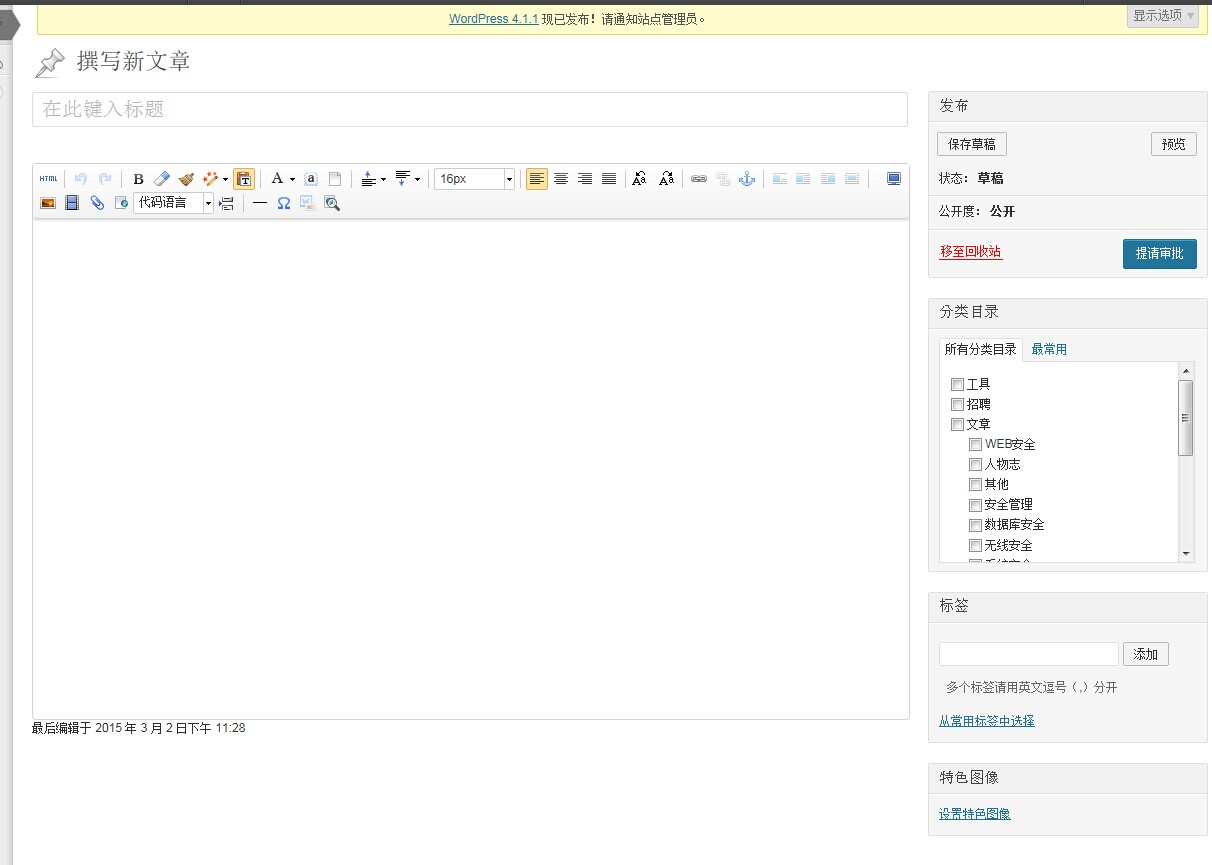 WordPress 4.1.1 现已发布！请通知站点管理员。
显示选项
撰写新文章
在此键入标题
HTML
B
A
a
16px
代码语言
最后编辑于 2015 年 3 月 2 日下午 11:28
发布
保存草稿
预览
状态： 草稿
公开度： 公开
移至回收站
提请审批
分类目录
所有分类目录
最常用
工具
招聘
文章
WEB安全
人物志
其他
安全管理
数据库安全
无线安全
标签
添加
多个标签请用英文逗号（,）分开
从常用标签中选择
特色图像
设置特色图像